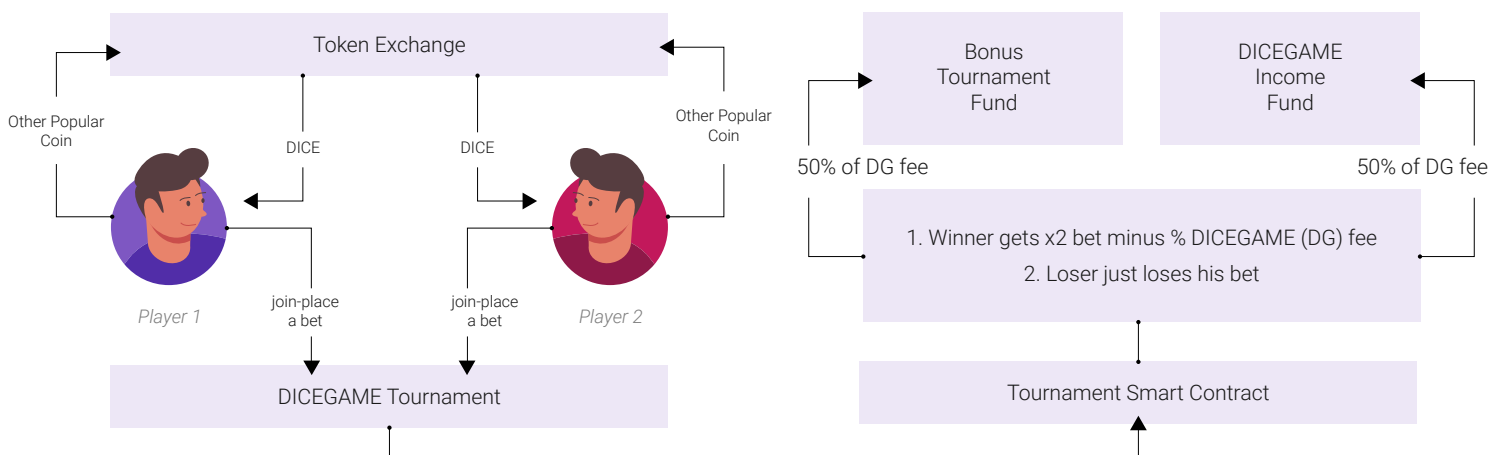 Token Exchange
Other Popular
Coin
DICE
DICE
Other Popular
Coin
Player 1
join-place
a bet
join-place
a bet
Player 2
DICEGAME Tournament
Bonus
Tournament
Fund
DICEGAME
Income
Fund
50% of DG fee
50% of DG fee
1. Winner gets x2 bet minus % DICEGAME (DG) fee
2. Loser just loses his bet
Tournament Smart Contract